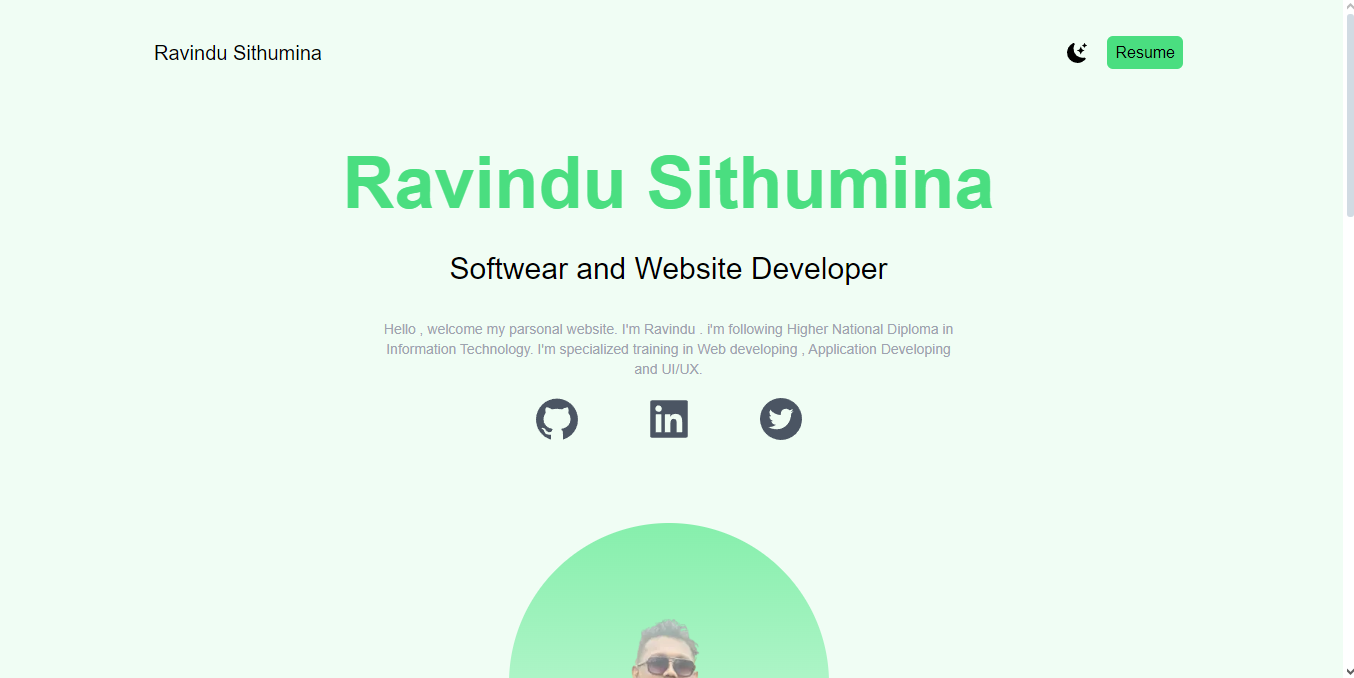 Ravindu Sithumina
Resume
Ravindu Sithumina
Softwear and Website Developer
Hello , welcome my parsonal website. I'm Ravindu . i'm following Higher National Diploma in
Information Technology. I'm specialized training in Web developing , Application Developing
and UI/UX.
in